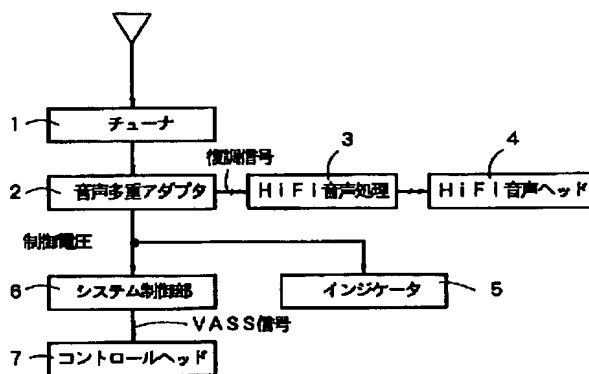 1 チューナ
2 音声多重アダプタ
復調信号
3
HiFi音声処理
4
HiFi音声ヘッド
制御電圧
6 システム制御部
インジケータ 5
VASS信号
7 コントロールヘッド